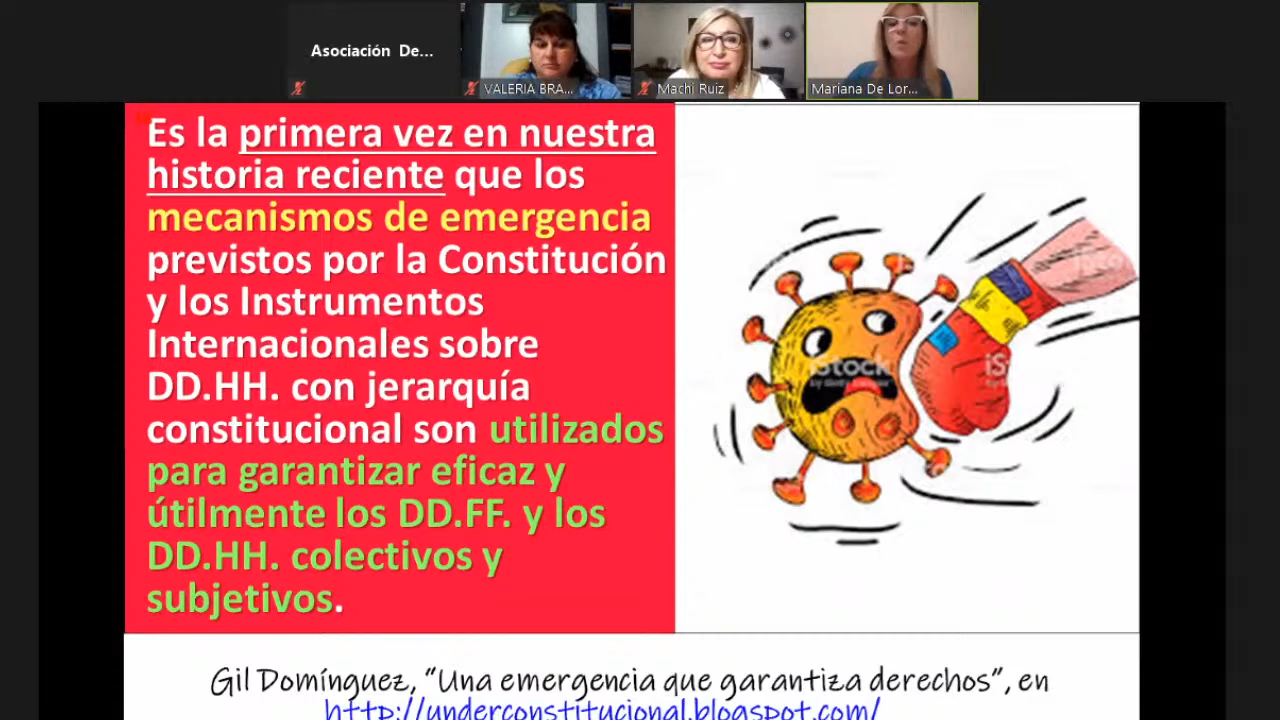 Asociación De...
VALERIA BRA...
Machi Ruiz
Mariana De Lor...
Es la primera vez en nuestra
historia reciente que los
mecanismos de emergencia
previstos por la Constitución
y los Instrumentos
Internacionales sobre
DD.HH. con jerarquía
constitucional son utilizados
para garantizar eficaz y
útilmente los DD.FF. y los
DD.HH. colectivos y
subjetivos.
iStock
Gil Domínguez, “Una emergencia que garantiza derechos”, en
http://underconstitucional.blogspot.com/